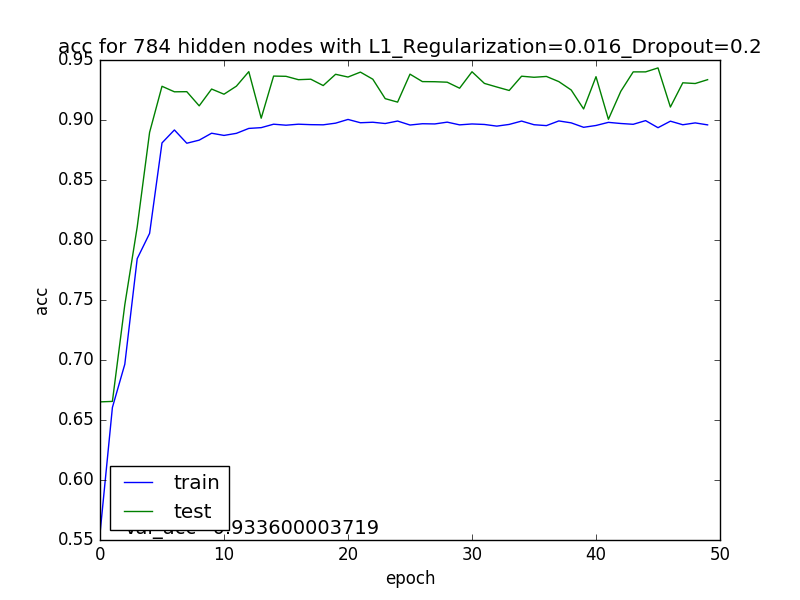 acc for 784 hidden nodes with L1_Regularization=0.016_Dropout=0.2
0.95
0.90
0.85
0.80
acc
0.75
0.70
0.65
0.60
train
test
0.933600003719
0.55
0 10 20 30 40 50
epoch